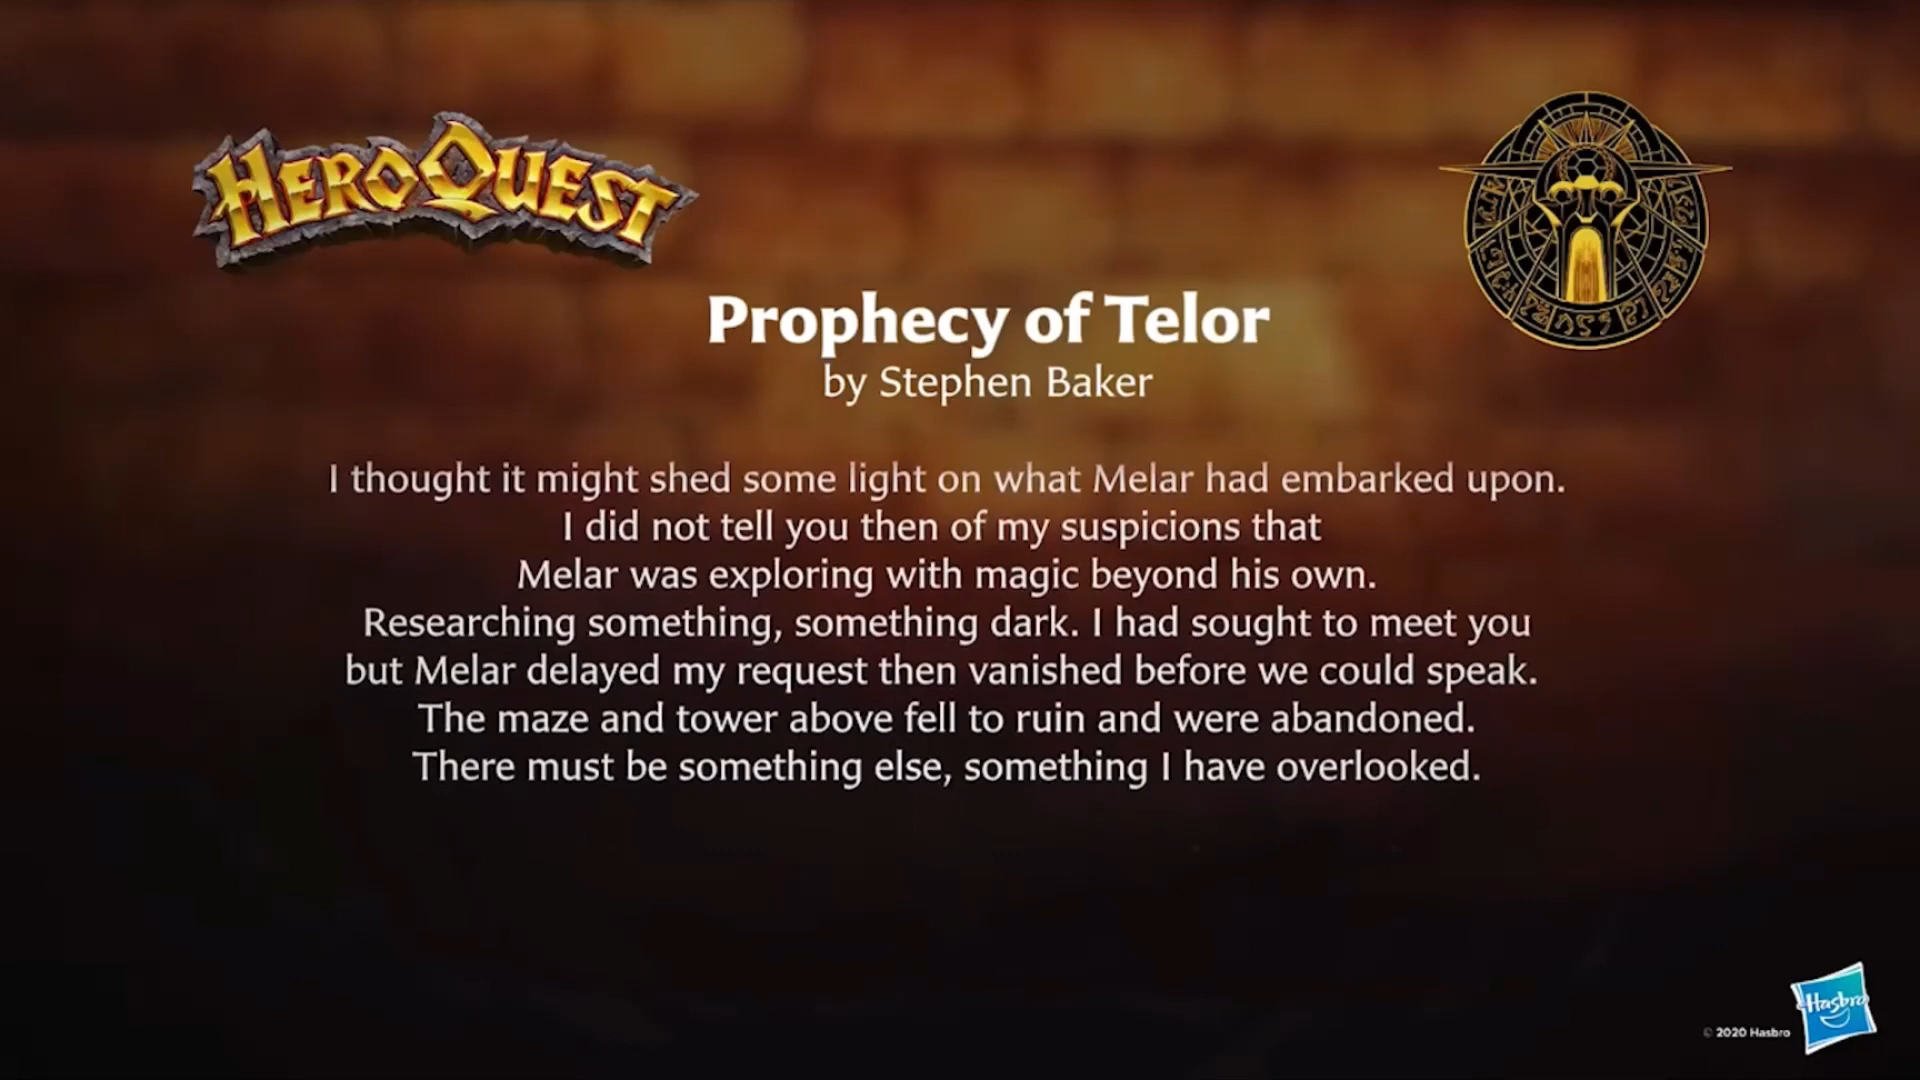 HEROQUEST
Prophecy of Telor
by Stephen Baker
I thought it might shed some light on what Melar had embarked upon.
I did not tell you then of my suspicions that
Melar was exploring with magic beyond his own.
Researching something, something dark. I had sought to meet you
but Melar delayed my request then vanished before we could speak.
The maze and tower above fell to ruin and were abandoned.
There must be something else, something I have overlooked.
Hasbro
© 2020 Hasbro